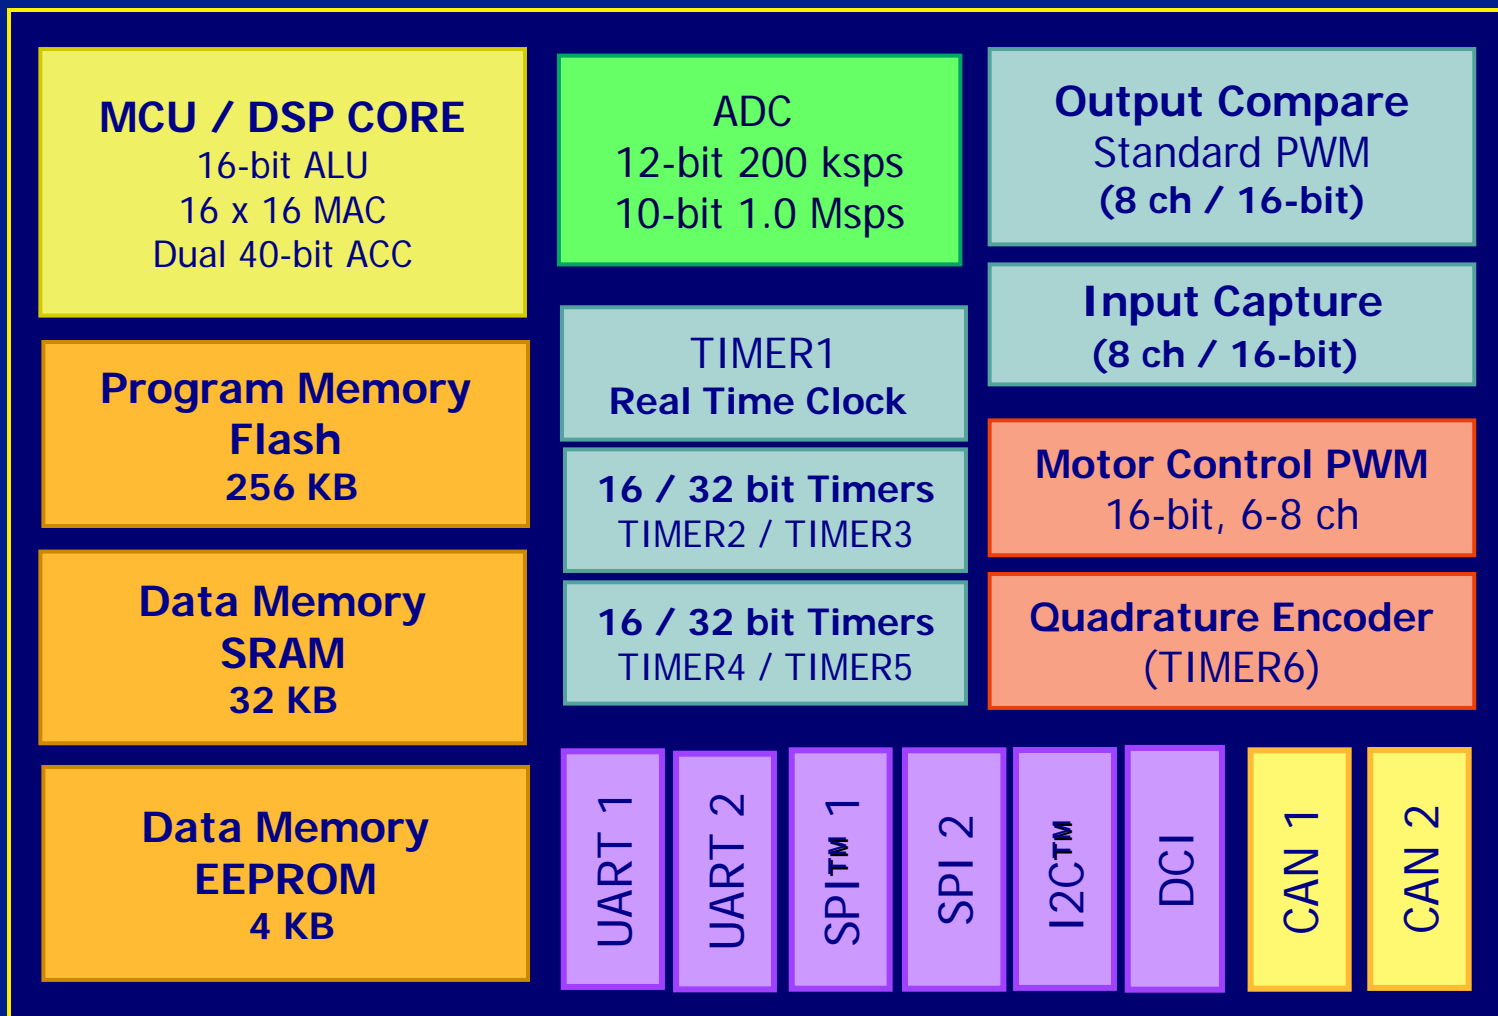 MCU / DSP CORE
16-bit ALU
16 x 16 MAC
Dual 40-bit ACC
Program Memory
Flash
256 KB
Data Memory
SRAM
32 KB
Data Memory
EEPROM
4 KB
ADC
12-bit 200 ksps
10-bit 1.0 Msps
TIMER1
Real Time Clock
16 / 32 bit Timers
TIMER2 / TIMER3
16 / 32 bit Timers
TIMER4 / TIMER5
Output Compare
Standard PWM
(8 ch / 16-bit)
Input Capture
(8 ch / 16-bit)
Motor Control PWM
16-bit, 6-8 ch
Quadrature Encoder
(TIMER6)
UART 1
UART 2
SPI™ 1
SPI 2
I2C™
DCI
CAN 1
CAN 2